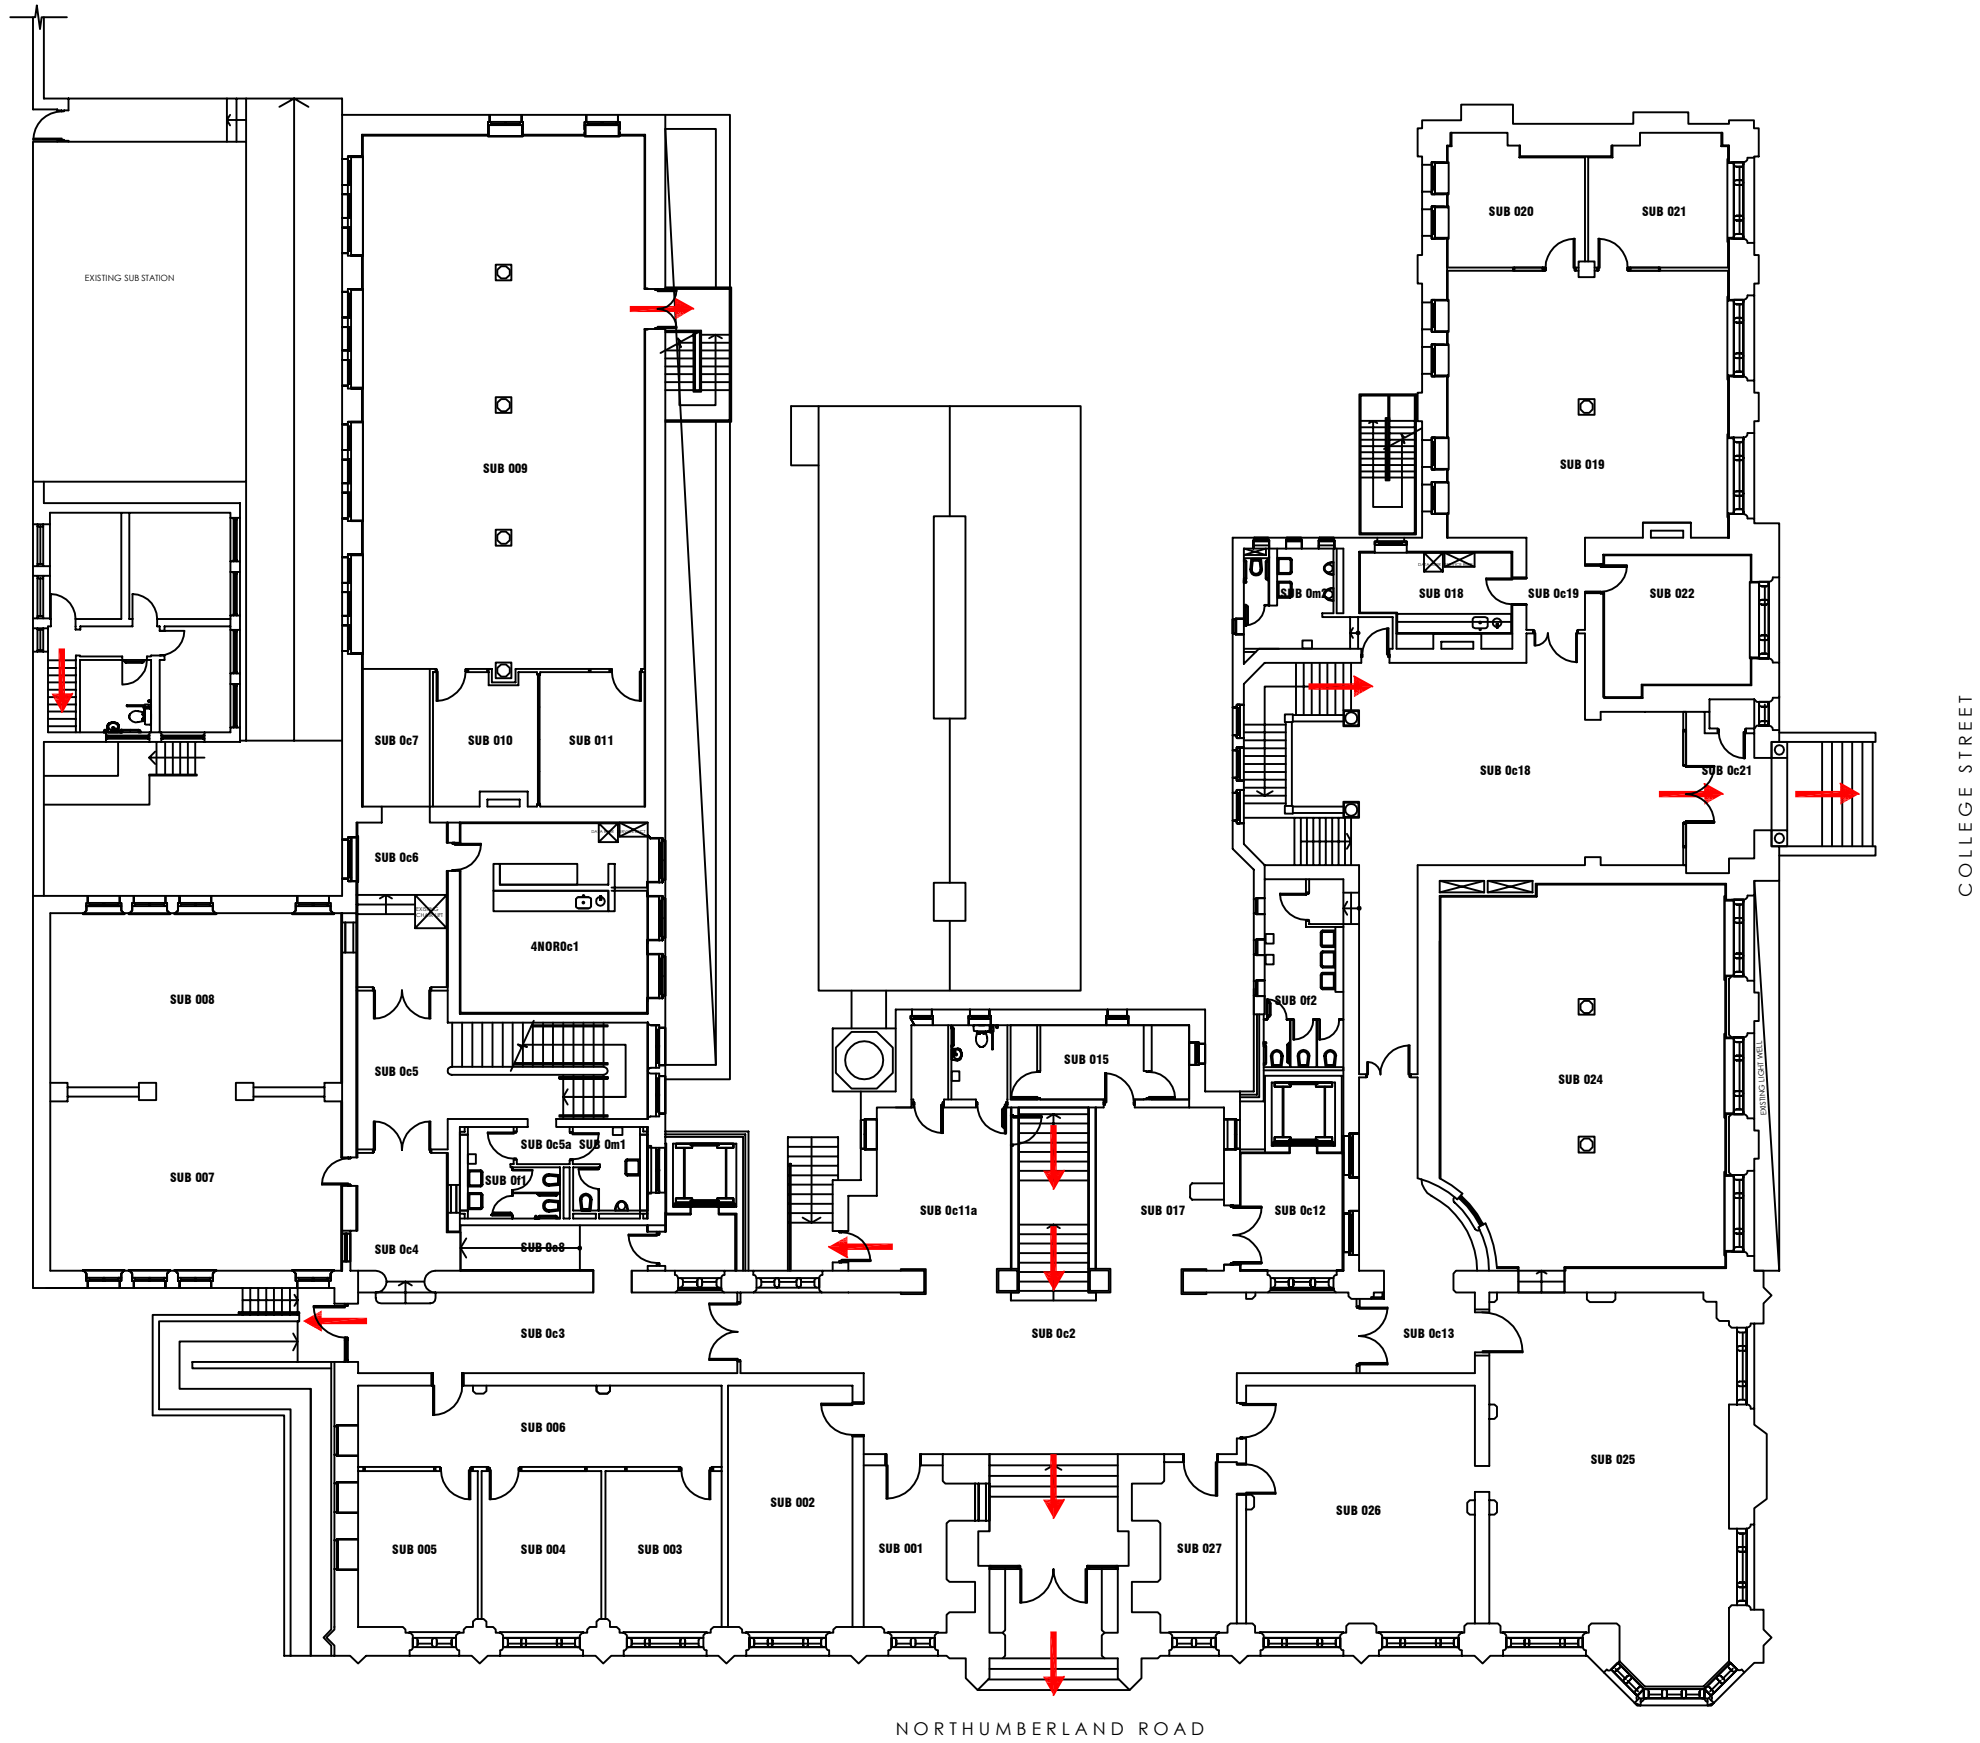 SUB 020
SUB 021
EXISTING SUB STATION
SUB 009
SUB 019
SUB 0m2
SUB 018
SUB 0c19
SUB 022
SUB 0c7
SUB 010
SUB 011
SUB 0c18
SUB 0c21
COLLEGE STREET
SUB 0c6
EXISTING
4NOR0c1
SUB 008
SUB 0f2
SUB 0c5
SUB 015
SUB 024
EXISTING LIGHT WELL
SUB 0c5a
SUB 0m1
SUB 007
SUB 0f1
SUB 0c11a
SUB 017
SUB 0c12
SUB 0c4
SUB 0c8
SUB 0c3
SUB 0c2
SUB 0c13
SUB 006
SUB 025
SUB 002
SUB 026
SUB 005
SUB 004
SUB 003
SUB 001
SUB 027
NORTHUMBERLAND ROAD